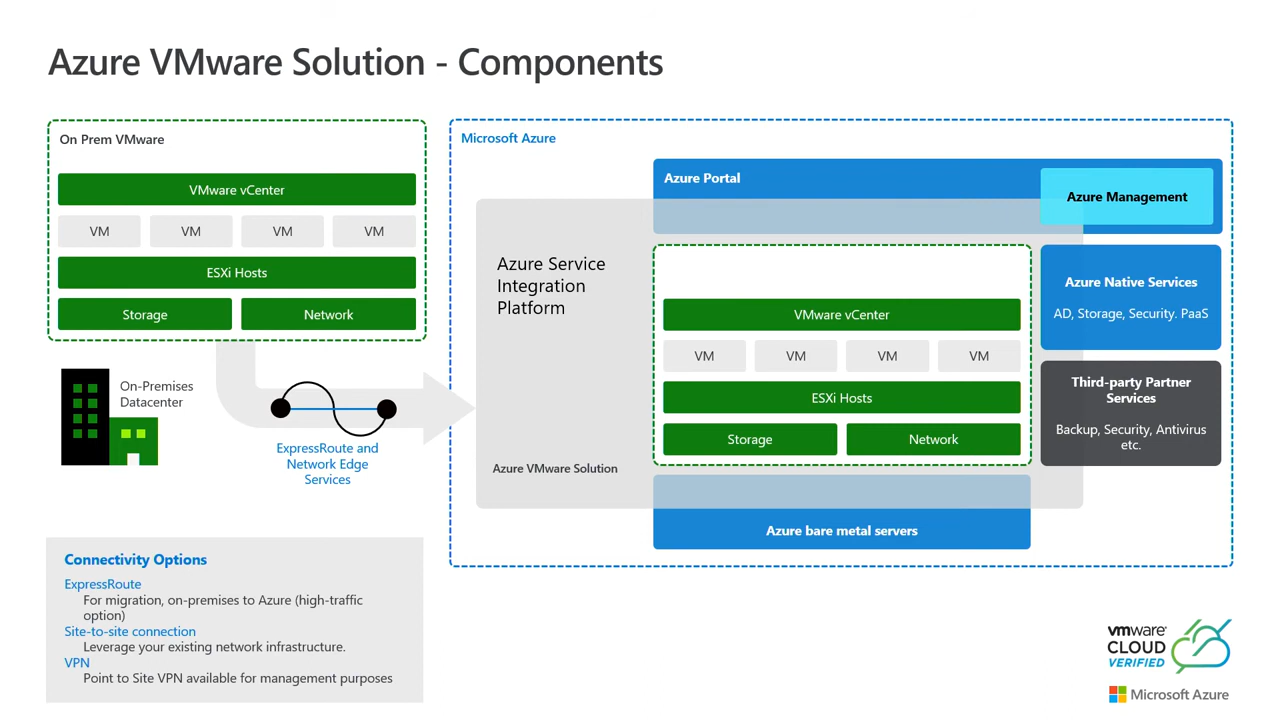 Azure VMware Solution - Components
On Prem VMware
VMware vCenter
VM VM VM VM
ESXi Hosts
Storage Network
On-Premises
Datacenter
ExpressRoute and
Network Edge
Services
Connectivity Options
ExpressRoute
For migration, on-premises to Azure (high-traffic
option)
Site-to-site connection
Leverage your existing network infrastructure.
VPN
Point to Site VPN available for management purposes
Microsoft Azure
Azure Portal
Azure Management
Azure Service
Integration
Platform
Azure VMware Solution
VMware vCenter
VM VM VM VM
ESXi Hosts
Storage Network
Azure bare metal servers
Azure Native Services
AD, Storage, Security. PaaS
Third-party Partner
Services
Backup, Security, Antivirus
etc.
vmware®
CLOUD
VERIFIED
Microsoft Azure